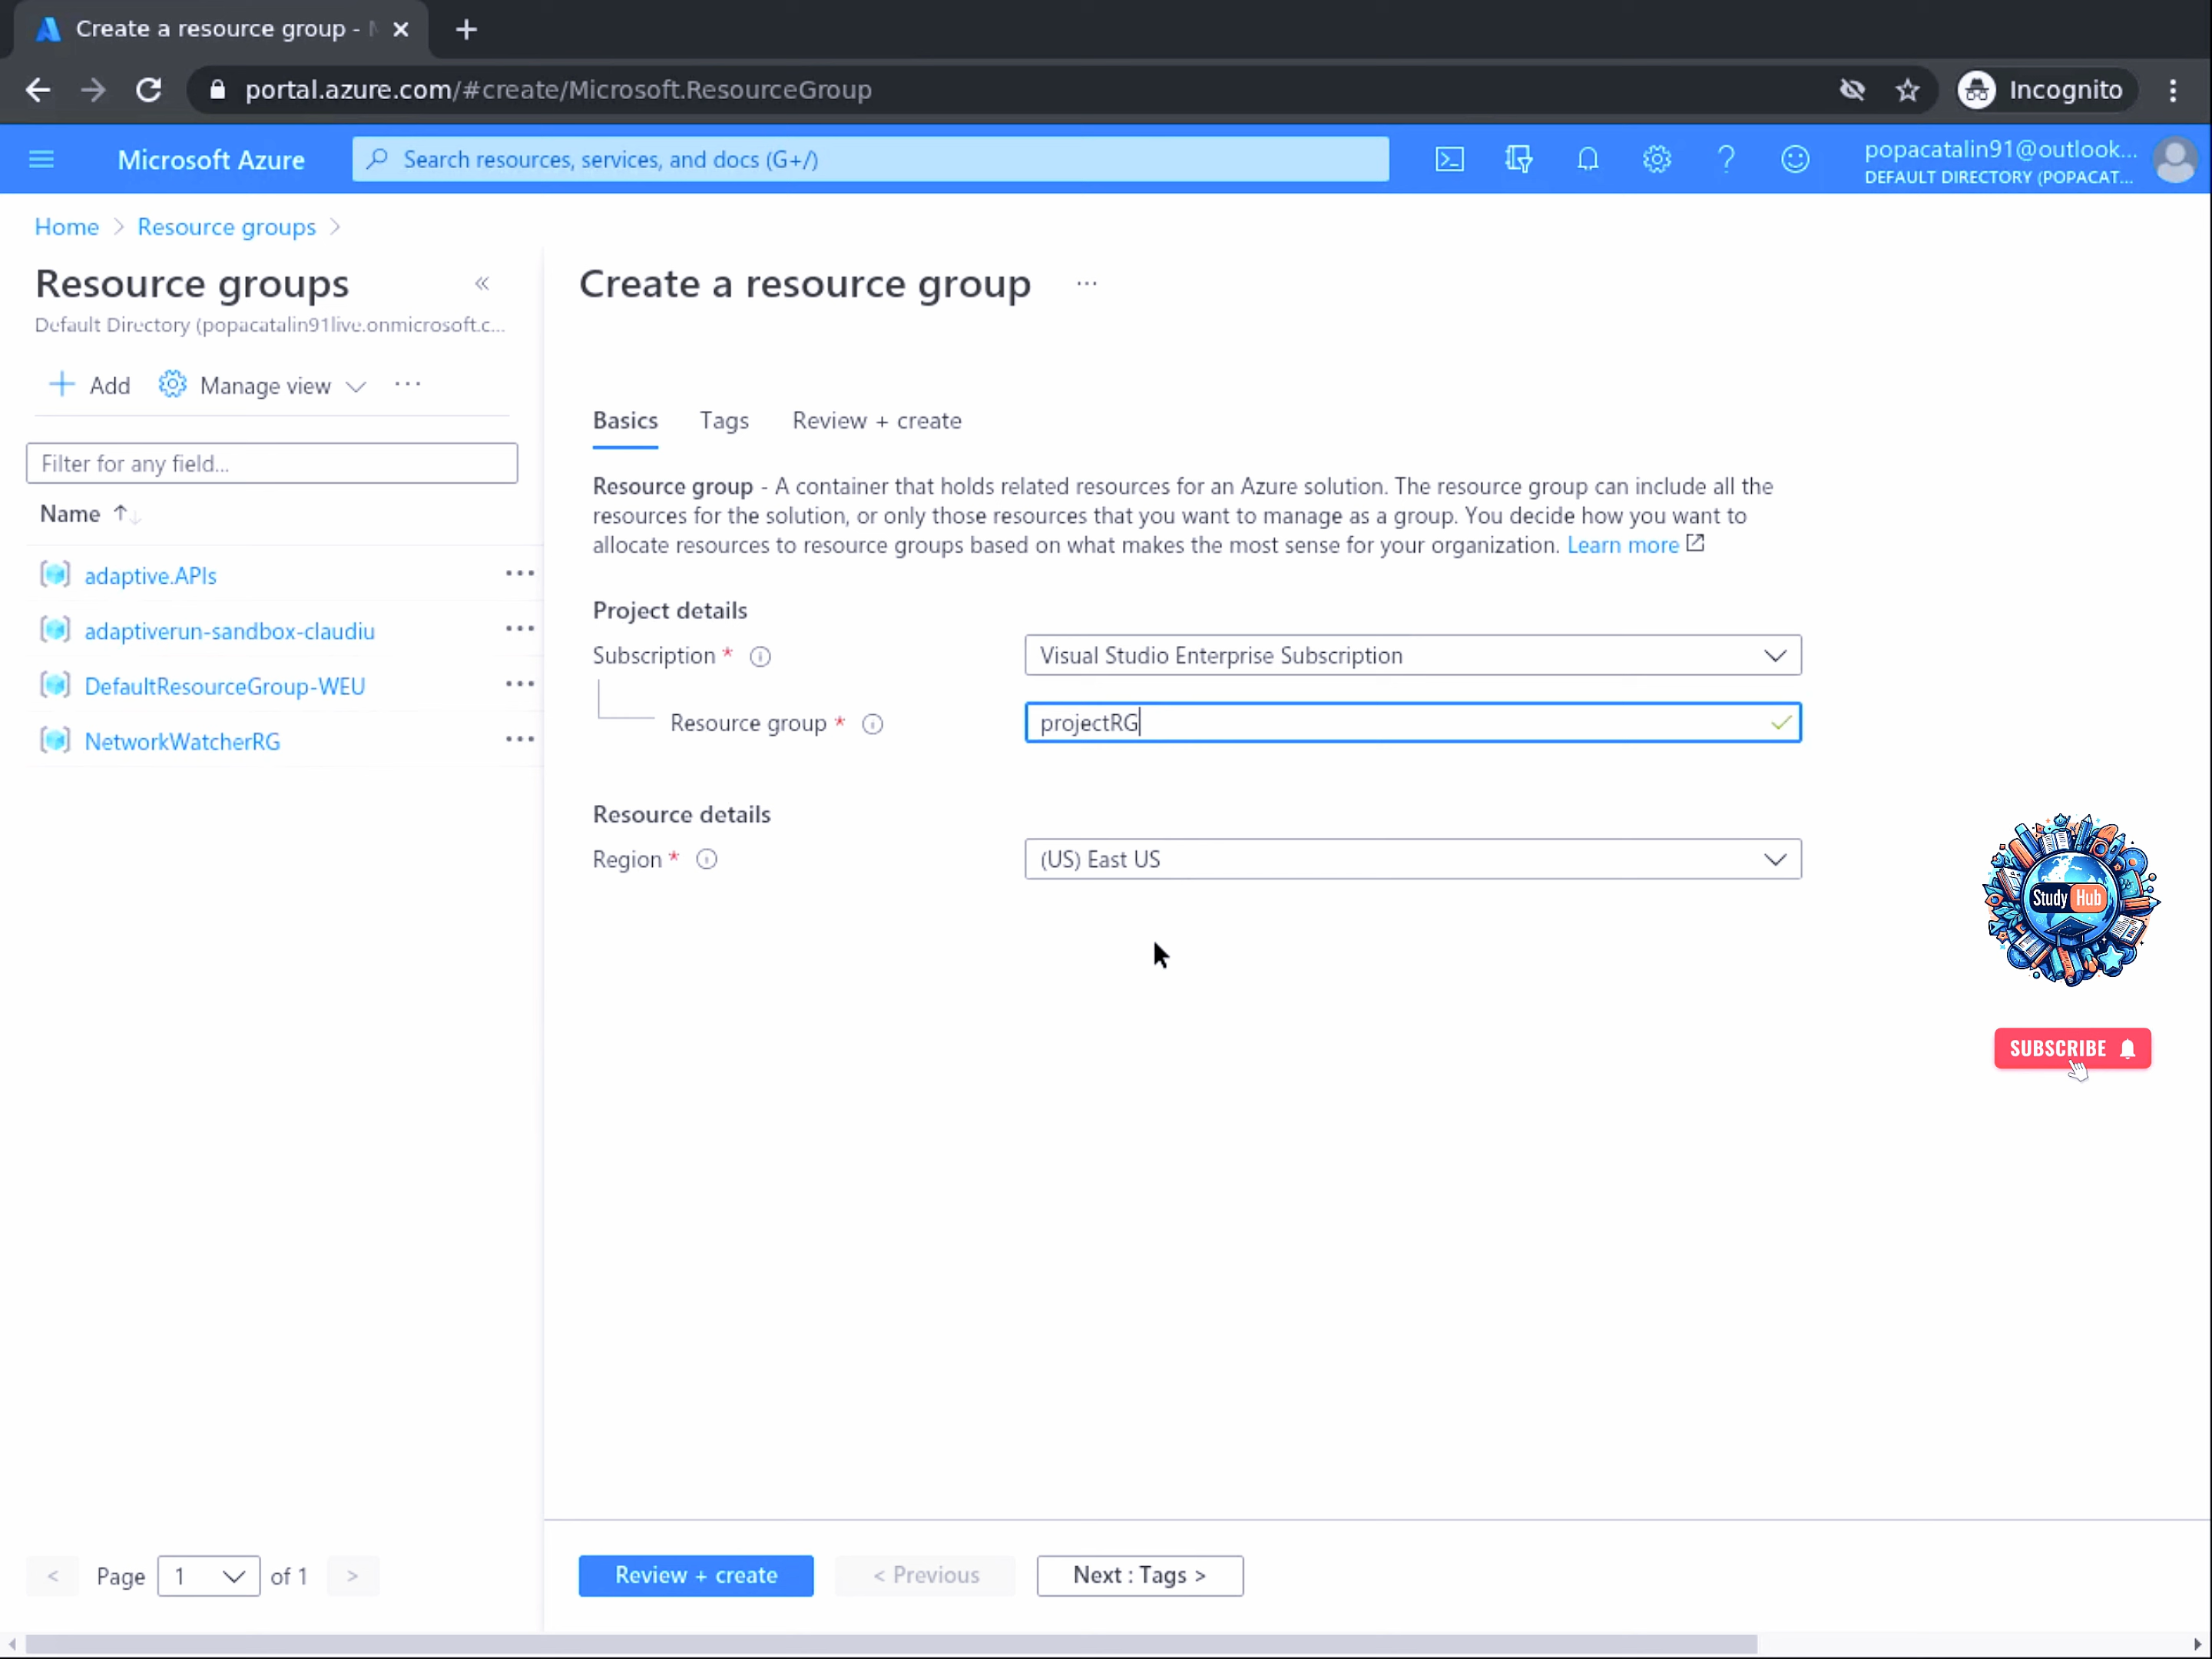 Create a resource group -
portal.azure.com/#create/Microsoft.ResourceGroup
Incognito
Microsoft Azure
Search resources, services, and docs (G+/)
popacatalin91@outlook...
DEFAULT DIRECTORY (POPACAT...
Home > Resource groups >
Resource groups
Default Directory (popacatalin91live.onmicrosoft.c...
Add
Manage view
Filter for any field...
Name
adaptive.APIs
adaptiverun-sandbox-claudiu
DefaultResourceGroup-WEU
NetworkWatcherRG
Page 1 of 1
Create a resource group
Basics
Tags
Review + create
Resource group - A container that holds related resources for an Azure solution. The resource group can include all the
resources for the solution, or only those resources that you want to manage as a group. You decide how you want to
allocate resources to resource groups based on what makes the most sense for your organization. Learn more
Project details
Subscription *
Visual Studio Enterprise Subscription
Resource group *
projectRG
Resource details
Region *
(US) East US
Study Hub
SUBSCRIBE
Review + create
< Previous
Next : Tags >